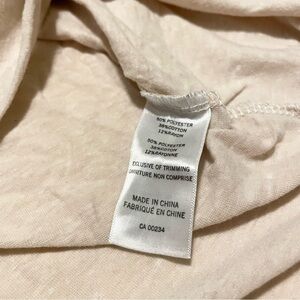 50% POLYESTER
38%COTTON
12%RAYON
50% POLYESTER
38%COTTON
12%RAYONNE
EXCLUSIVE OF TRIMMING
GARNITURE NON COMPRISE
MADE IN CHINA
FABRIQUÉ EN CHINE
CA 00234